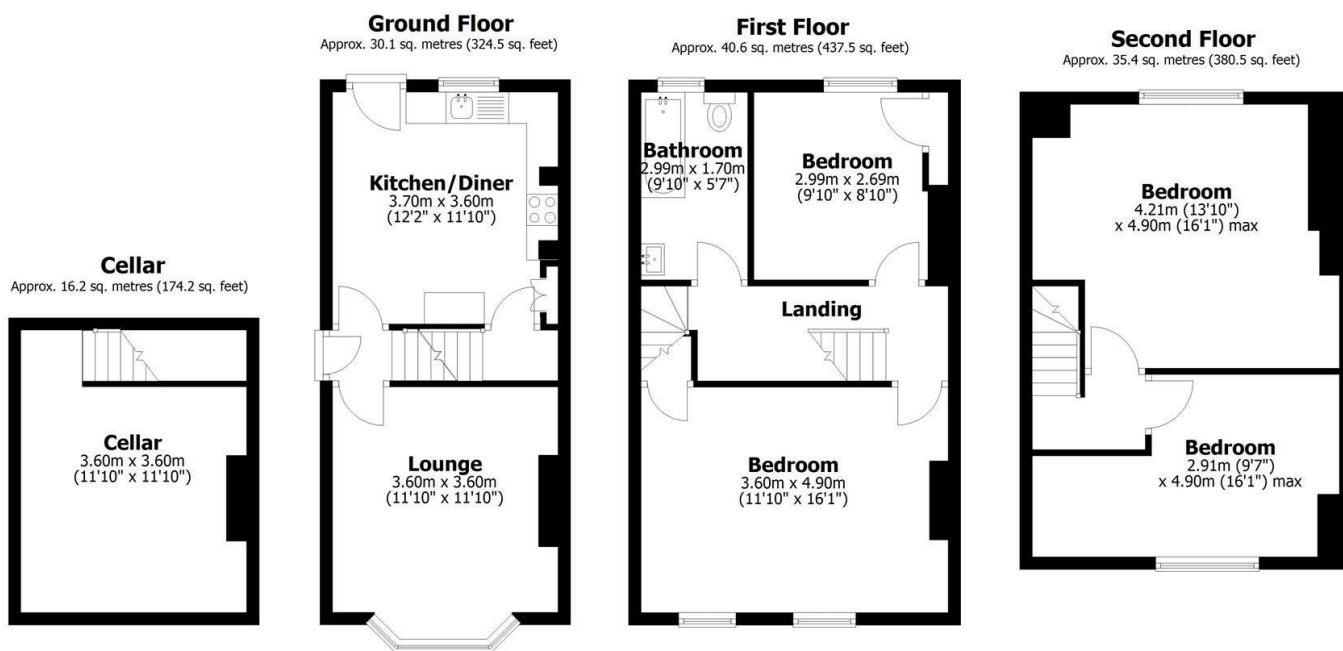 Cellar
Approx. 16.2 sq. metres (174.2 sq. feet)
Cellar
3.60m x 3.60m
(11'10" x 11'10")
Ground Floor
Approx. 30.1 sq. metres (324.5 sq. feet)
Kitchen/Diner
3.70m x 3.60m
(12'2" x 11'10")
Lounge
3.60m x 3.60m
(11'10" x 11'10")
First Floor
Approx. 40.6 sq. metres (437.5 sq. feet)
Bathroom
2.99m x 1.70m
(9'10" x 5'7")
Bedroom
2.99m x 2.69m
(9'10" x 8'10")
Landing
Bedroom
3.60m x 4.90m
(11'10" x 16'1")
Second Floor
Approx. 35.4 sq. metres (380.5 sq. feet)
Bedroom
4.21m (13'10")
x 4.90m (16'1") max
Bedroom
2.91m (9'7")
x 4.90m (16'1") max